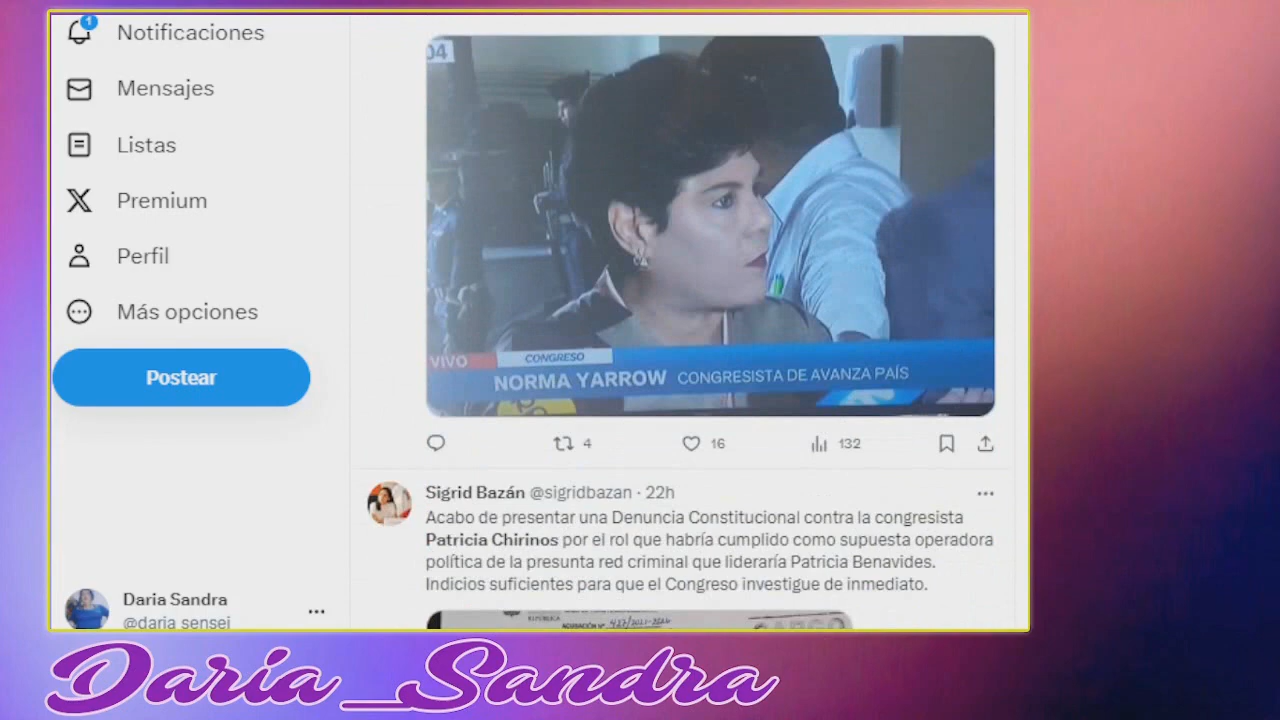 1
Notificaciones
Mensajes
Listas
Premium
Perfil
Más opciones
Postear
Daria Sandra
@daria sensei
04
VIVO
CONGRESO
NORMA YARROW CONGRESISTA DE AVANZA PAÍS
4 16 132
Sigrid Bazán @sigridbazan · 22h
Acabo de presentar una Denuncia Constitucional contra la congresista
Patricia Chirinos por el rol que habría cumplido como supuesta operadora
política de la presunta red criminal que lideraría Patricia Benavides.
Indicios suficientes para que el Congreso investigue de inmediato.
REPÚBLICA
Daria_Sandra